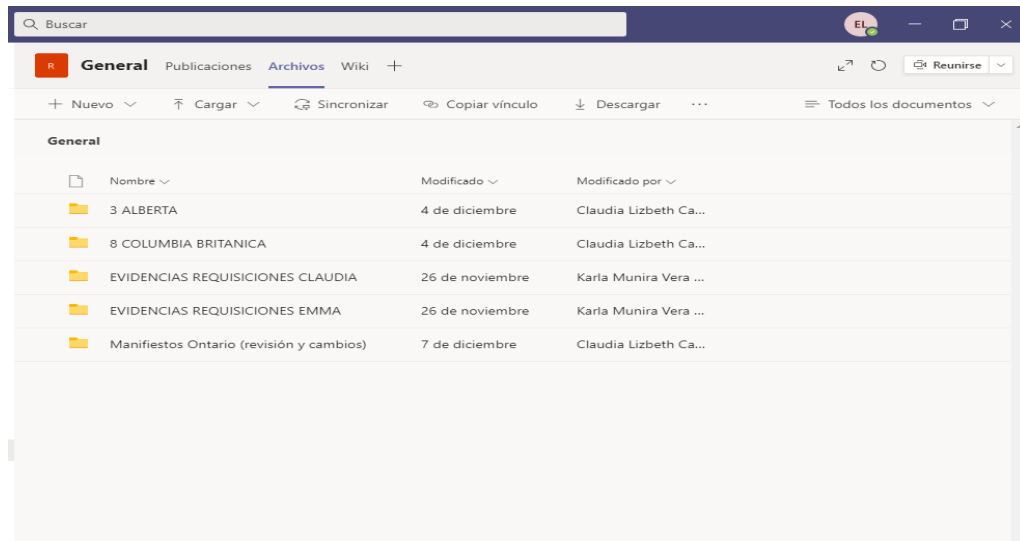 Buscar
EL
R General Publicaciones Archivos Wiki
Reunirse
Nuevo Cargar Sincronizar Copiar vínculo Descargar ... Todos los documentos
General
Nombre Modificado Modificado por
3 ALBERTA 4 de diciembre Claudia Lizbeth Ca...
8 COLUMBIA BRITANICA 4 de diciembre Claudia Lizbeth Ca...
EVIDENCIAS REQUISICIONES CLAUDIA 26 de noviembre Karla Munira Vera ...
EVIDENCIAS REQUISICIONES EMMA 26 de noviembre Karla Munira Vera ...
Manifiestos Ontario (revisión y cambios) 7 de diciembre Claudia Lizbeth Ca...